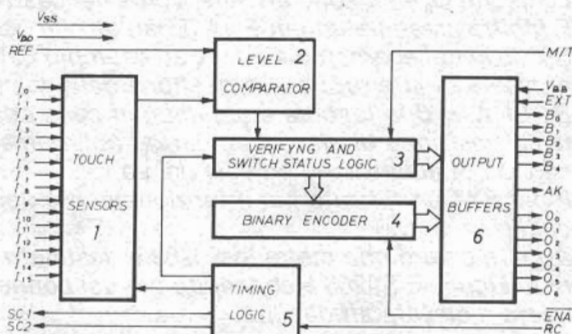 VSS
VDD
REF
LEVEL 2
COMPARATOR
M/T
I0
I1
I2
I3
I4
I5
I6
I7
I8
I9
I10
I11
I12
I13
I14
I15
TOUCH
SENSORS
1
VERIFYNG AND
SWITCH STATUS LOGIC 3
BINARY ENCODER 4
TIMING
LOGIC 5
OUTPUT
BUFFERS
6
VBB
EXT
B0
B1
B2
B3
B4
AK
O0
O1
O2
O3
O4
O5
O6
SC1
SC2
ENA
RC